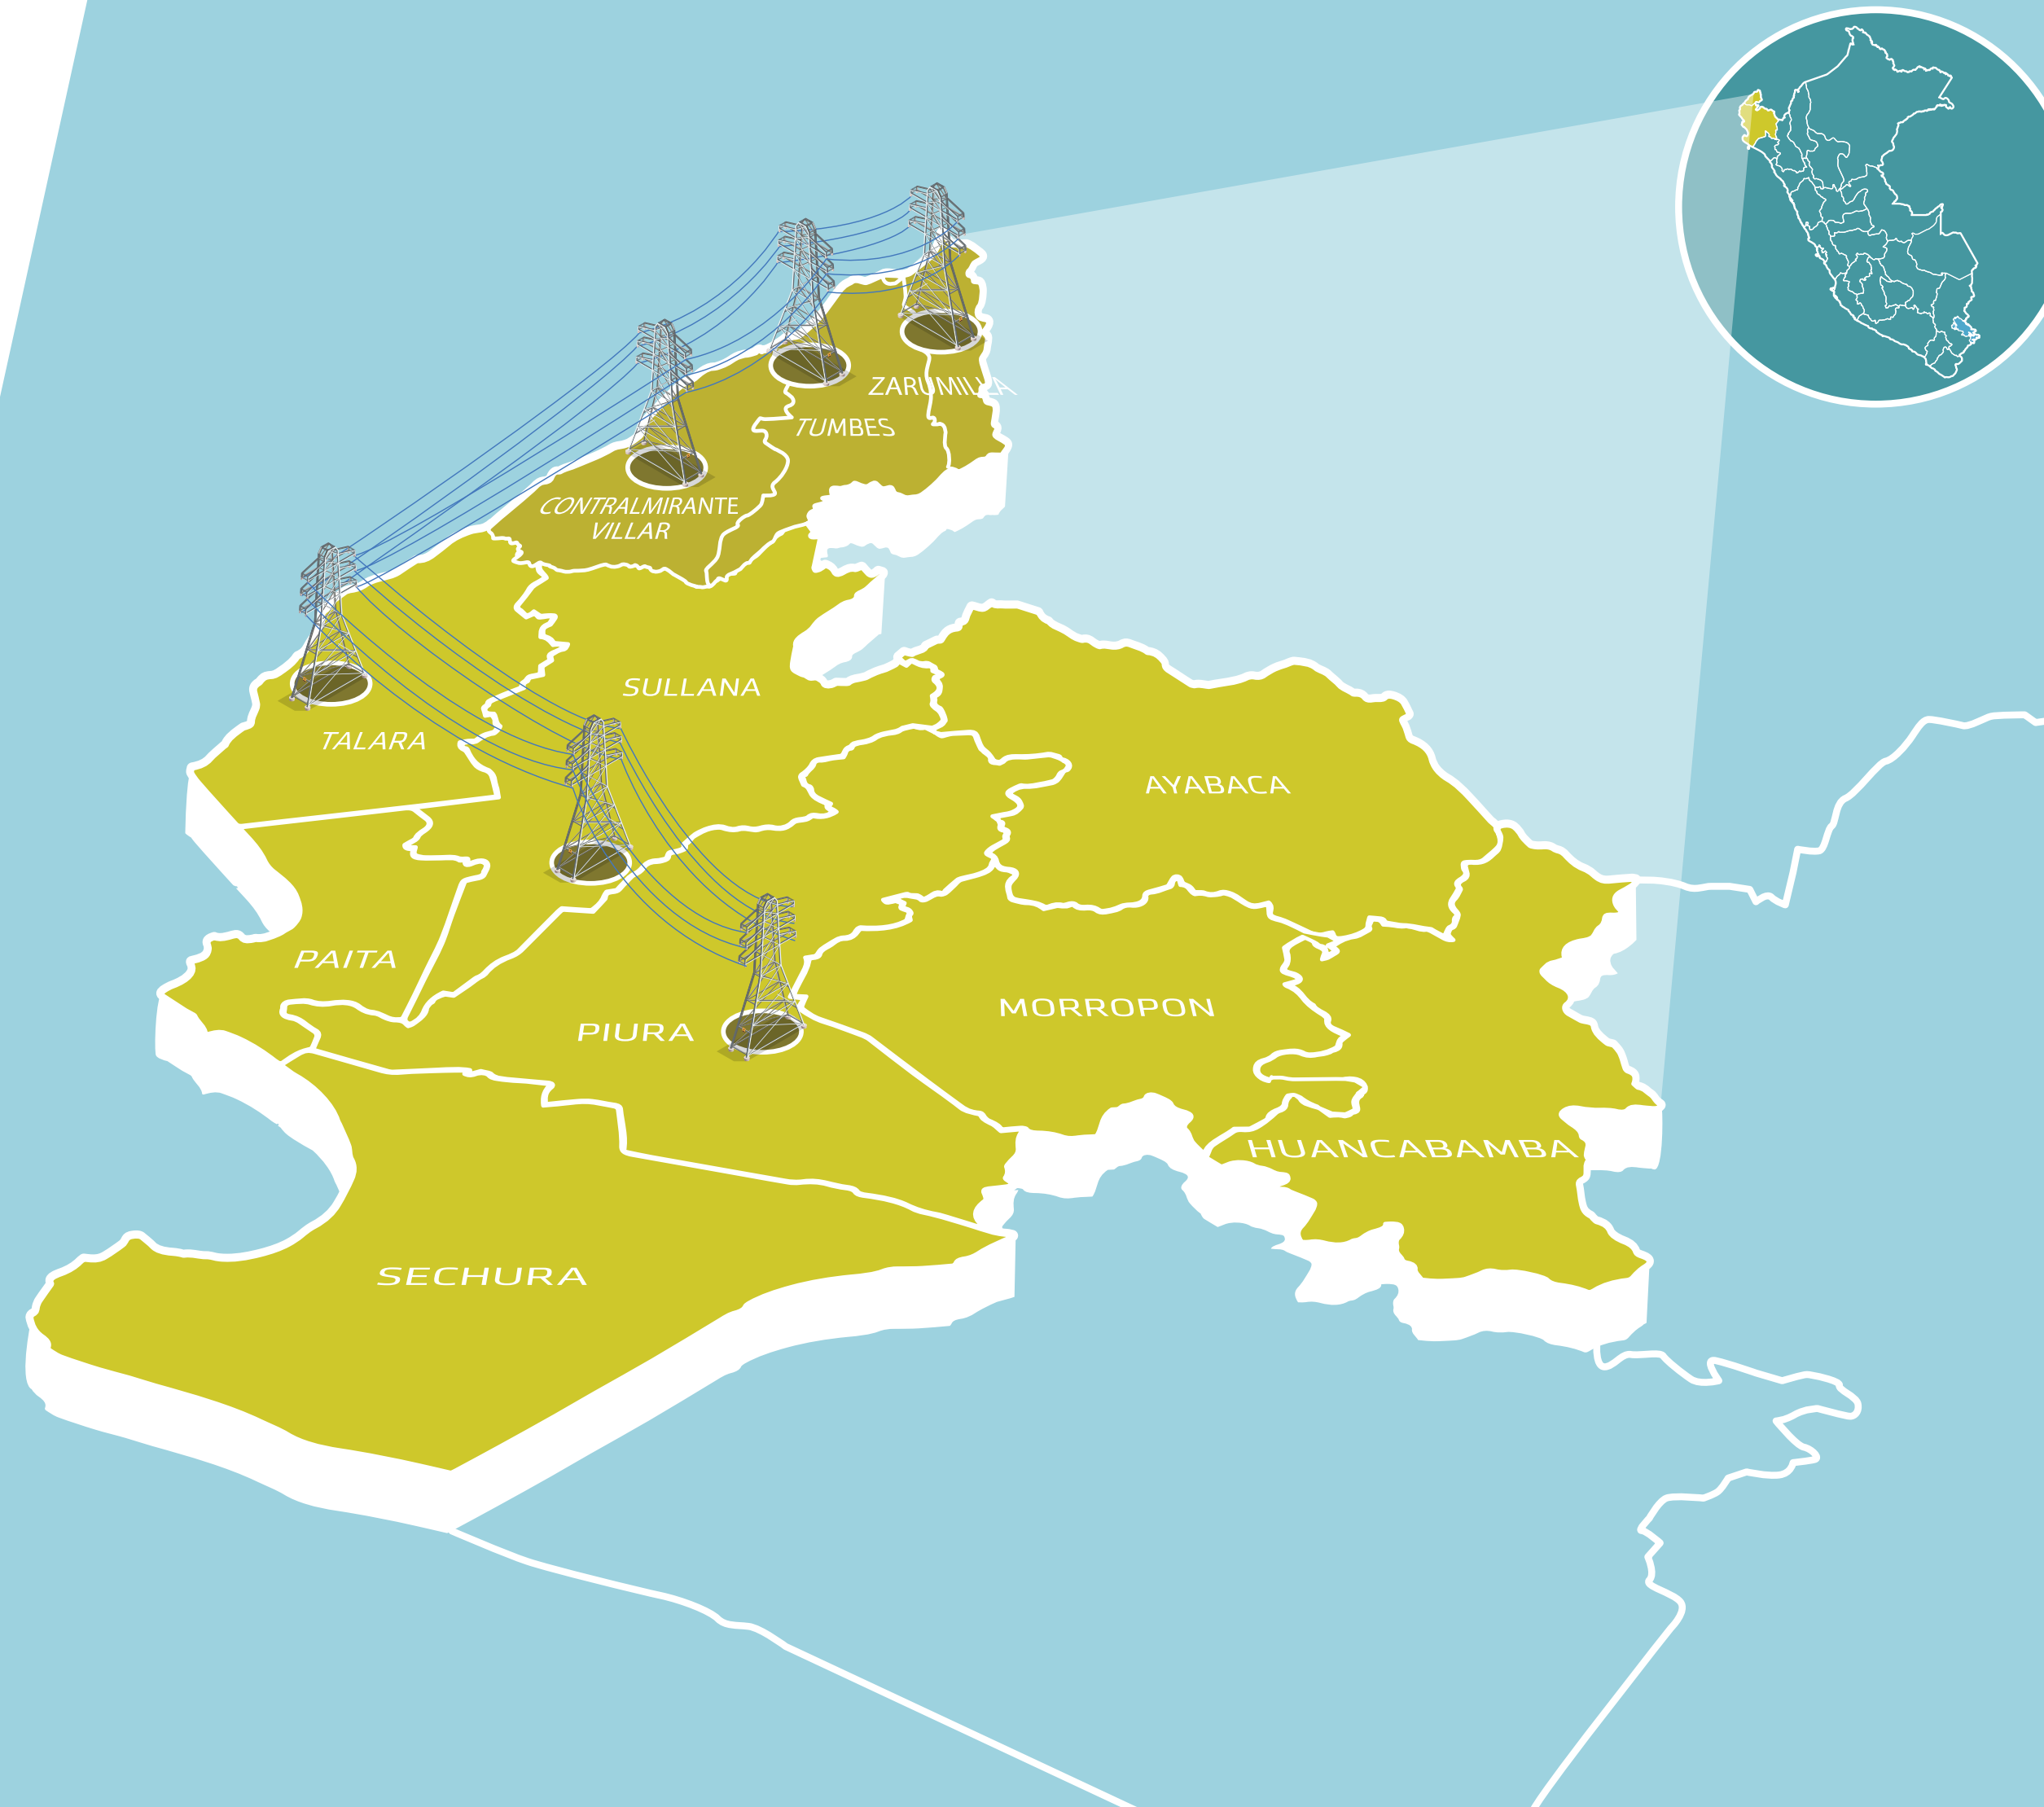 ZARUMILLA
TUMBES
CONTRALMIRANTE
VILLAR
SULLANA
TALARA
AYABACA
PAITA
MORROPON
PIURA
HUANCABAMBA
SECHURA